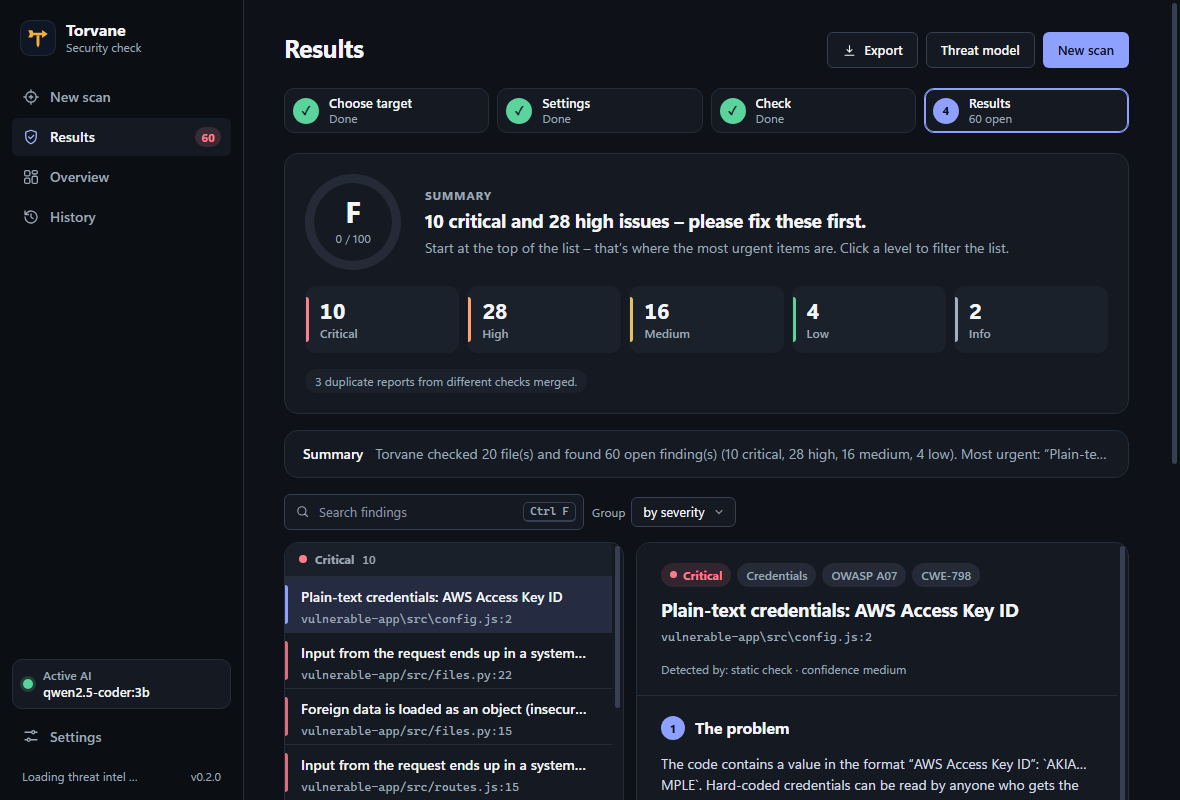 Torvane
Security check
New scan
Results 60
Overview
History
Active AI
qwen2.5-coder:3b
Settings
Loading threat intel ... v0.2.0
Results
Export
Threat model
New scan
✓ Choose target
Done
✓ Settings
Done
✓ Check
Done
4 Results
60 open
F
0 / 100
SUMMARY
10 critical and 28 high issues – please fix these first.
Start at the top of the list – that's where the most urgent items are. Click a level to filter the list.
10
Critical
28
High
16
Medium
4
Low
2
Info
3 duplicate reports from different checks merged.
Summary Torvane checked 20 file(s) and found 60 open finding(s) (10 critical, 28 high, 16 medium, 4 low). Most urgent: "Plain-te...
Search findings Ctrl F
Group by severity
Critical 10
Plain-text credentials: AWS Access Key ID
vulnerable-app\src\config.js:2
Input from the request ends up in a system...
vulnerable-app/src/files.py:22
Foreign data is loaded as an object (insecur...
vulnerable-app/src/files.py:15
Input from the request ends up in a system...
vulnerable-app/src/routes.js:15
Critical Credentials OWASP A07 CWE-798
Plain-text credentials: AWS Access Key ID
vulnerable-app\src\config.js:2
Detected by: static check · confidence medium
1 The problem
The code contains a value in the format "AWS Access Key ID": `AKIA...
MPLE`. Hard-coded credentials can be read by anyone who gets the